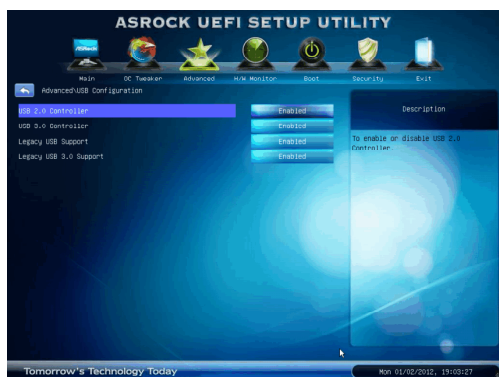 ASROCK UEFI SETUP UTILITY
ASRock
Main OC Tweaker Advanced H/W Monitor Boot Security Exit
Advanced\USB Configuration
USB 2.0 Controller Enabled
USB 3.0 Controller Enabled
Legacy USB Support Enabled
Legacy USB 3.0 Support Enabled
Description
To enable or disable USB 2.0
Controller.
Tomorrow's Technology Today
Mon 01/02/2012, 19:03:27